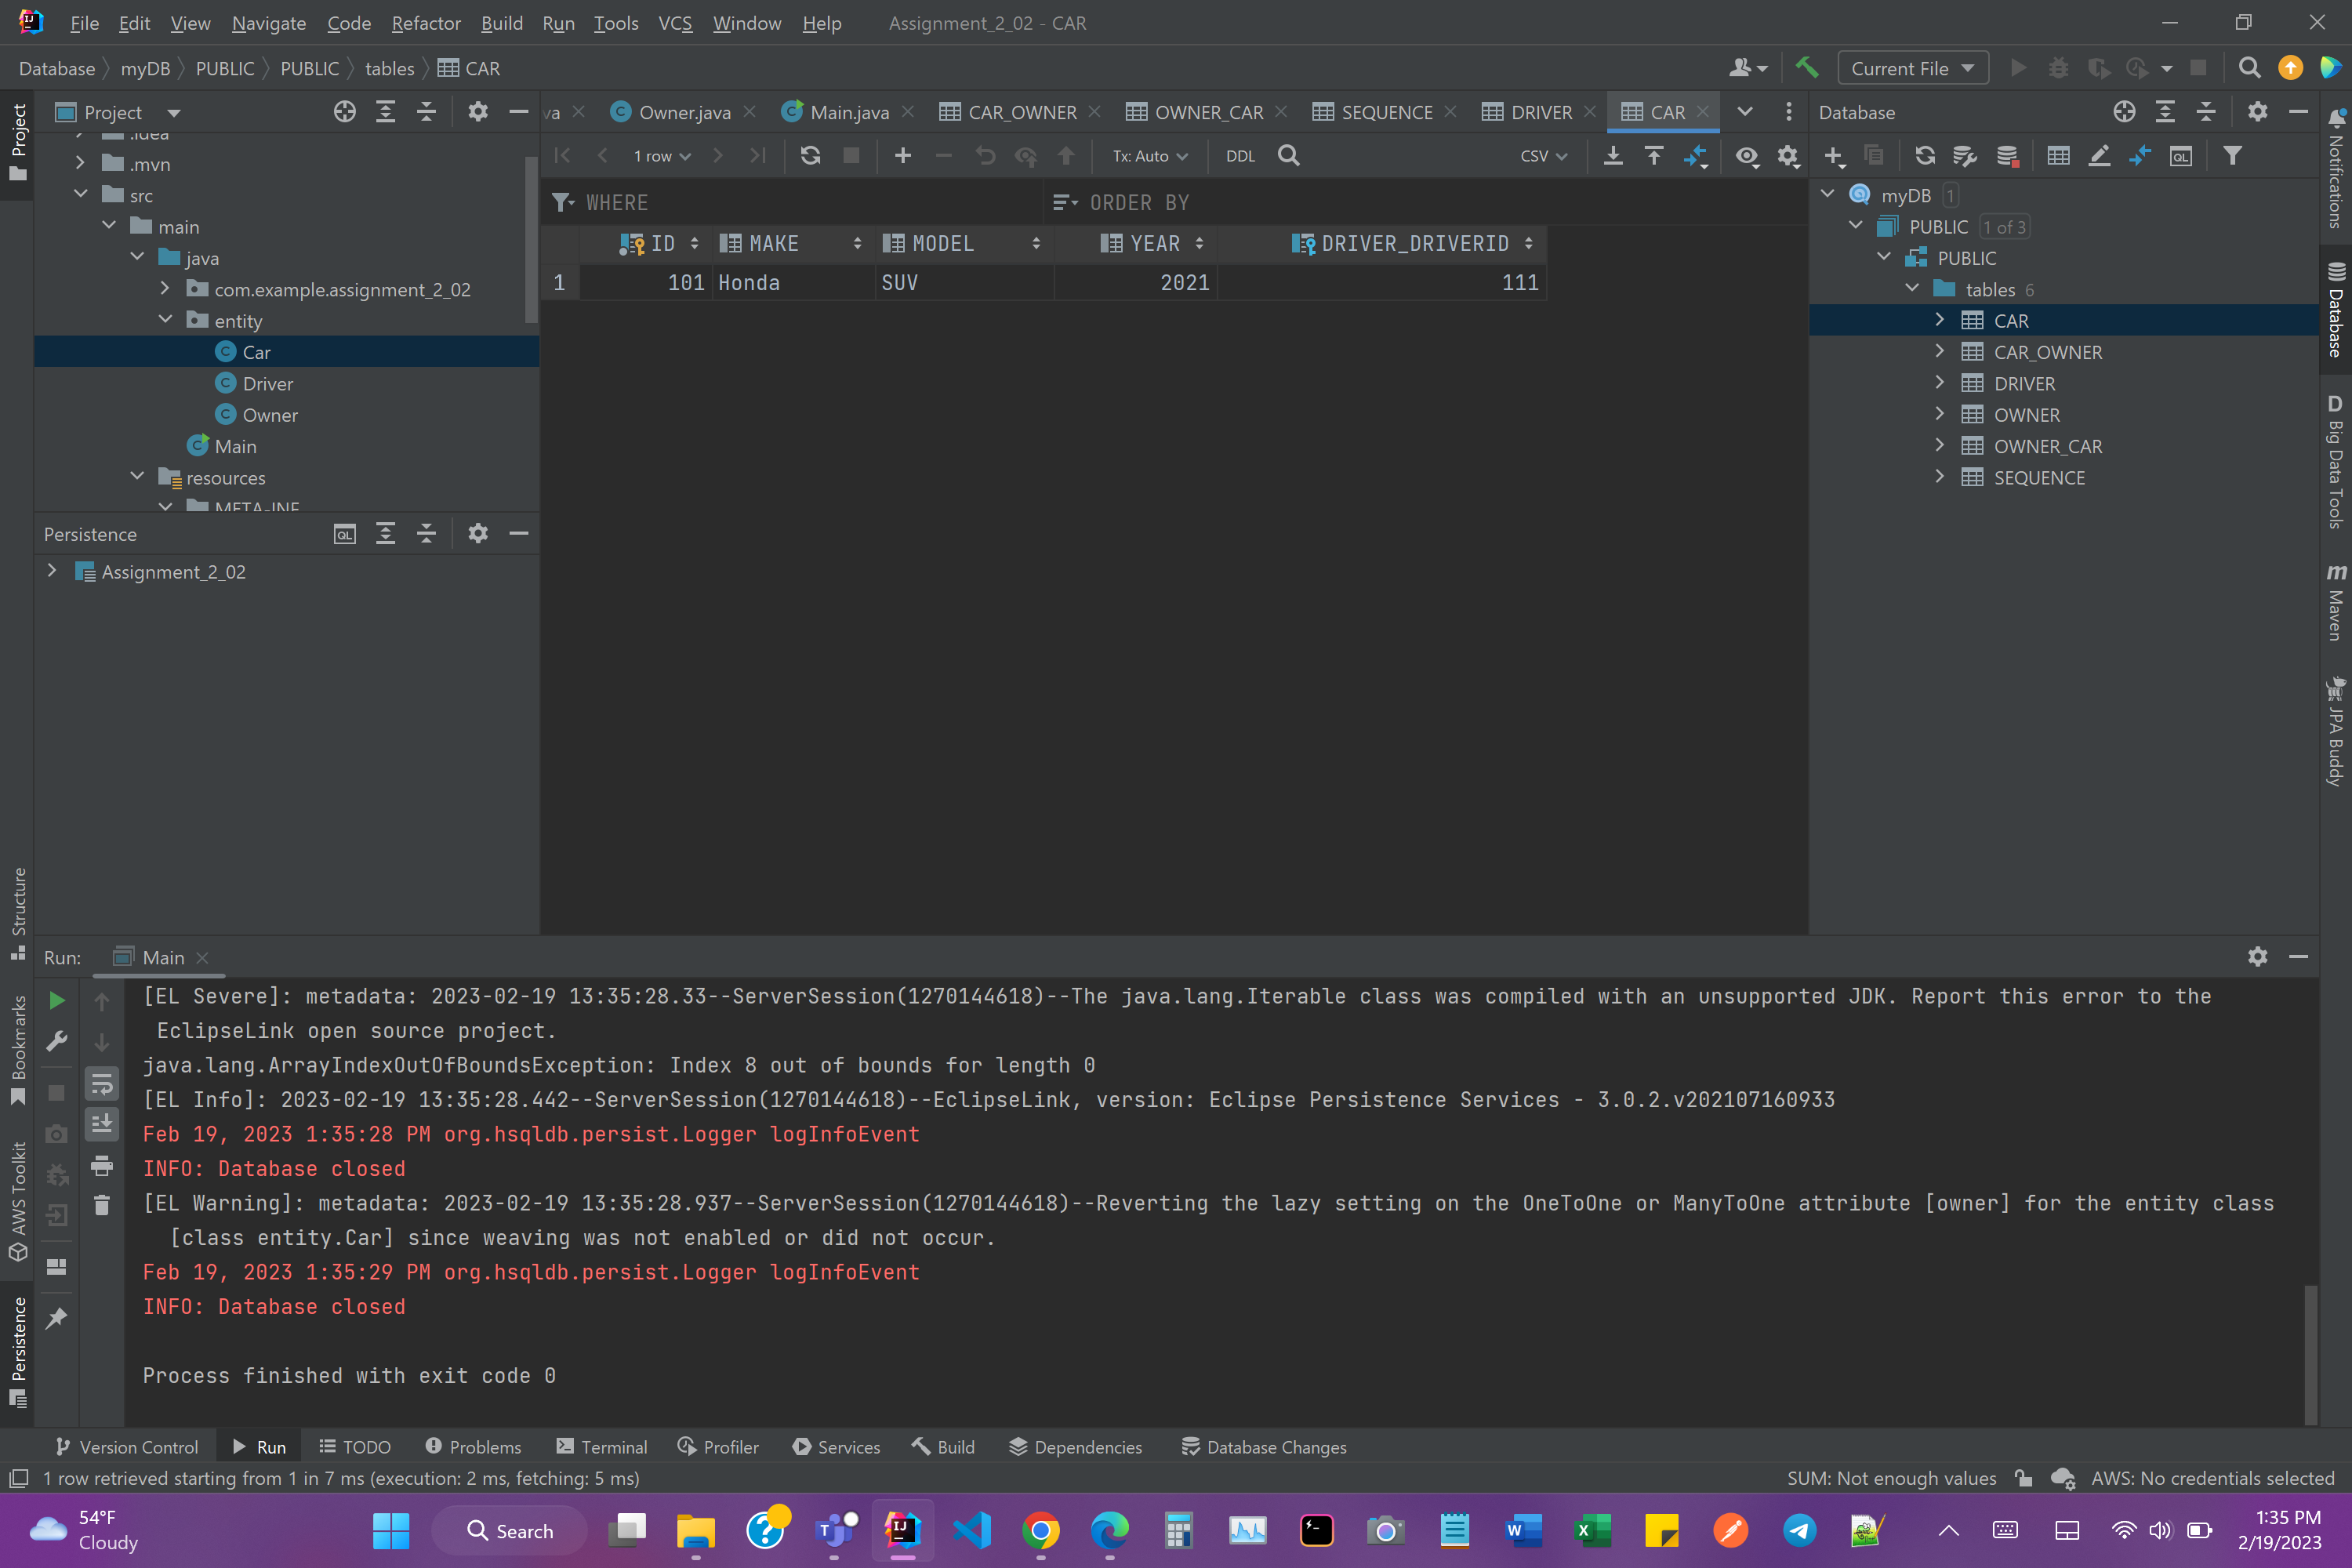 File Edit View Navigate Code Refactor Build Run Tools VCS Window Help Assignment_2_02 - CAR
Database myDB PUBLIC PUBLIC tables CAR
Current File
Project
va Owner.java Main.java CAR_OWNER OWNER_CAR SEQUENCE DRIVER CAR
Database
1 row Tx: Auto DDL CSV
WHERE ORDER BY
ID MAKE MODEL YEAR DRIVER_DRIVERID
1 101 Honda SUV 2021 111
.idea
.mvn
src
main
java
com.example.assignment_2_02
entity
Car
Driver
Owner
Main
resources
META-INF
Persistence
Assignment_2_02
myDB 1
PUBLIC 1 of 3
PUBLIC
tables 6
CAR
CAR_OWNER
DRIVER
OWNER
OWNER_CAR
SEQUENCE
Project
Structure
Bookmarks
AWS Toolkit
Persistence
Notifications
Database
D Big Data Tools
m Maven
JPA Buddy
Run: Main
[EL Severe]: metadata: 2023-02-19 13:35:28.33--ServerSession(1270144618)--The java.lang.Iterable class was compiled with an unsupported JDK. Report this error to the
EclipseLink open source project.
java.lang.ArrayIndexOutOfBoundsException: Index 8 out of bounds for length 0
[EL Info]: 2023-02-19 13:35:28.442--ServerSession(1270144618)--EclipseLink, version: Eclipse Persistence Services - 3.0.2.v202107160933
Feb 19, 2023 1:35:28 PM org.hsqldb.persist.Logger logInfoEvent
INFO: Database closed
[EL Warning]: metadata: 2023-02-19 13:35:28.937--ServerSession(1270144618)--Reverting the lazy setting on the OneToOne or ManyToOne attribute [owner] for the entity class
[class entity.Car] since weaving was not enabled or did not occur.
Feb 19, 2023 1:35:29 PM org.hsqldb.persist.Logger logInfoEvent
INFO: Database closed
Process finished with exit code 0
Version Control Run TODO Problems Terminal Profiler Services Build Dependencies Database Changes
1 row retrieved starting from 1 in 7 ms (execution: 2 ms, fetching: 5 ms) SUM: Not enough values AWS: No credentials selected
54°F
Cloudy
Search
1:35 PM
2/19/2023